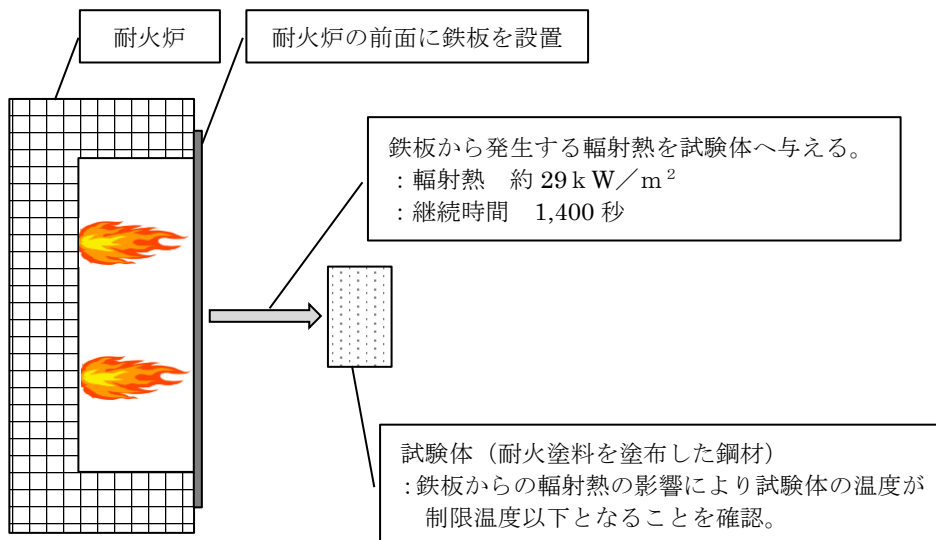 耐火炉
耐火炉の前面に鉄板を設置
鉄板から発生する輻射熱を試験体へ与える。
：輻射熱　約 29ｋＷ／ｍ²
：継続時間　1,400 秒
試験体（耐火塗料を塗布した鋼材）
：鉄板からの輻射熱の影響により試験体の温度が
制限温度以下となることを確認。